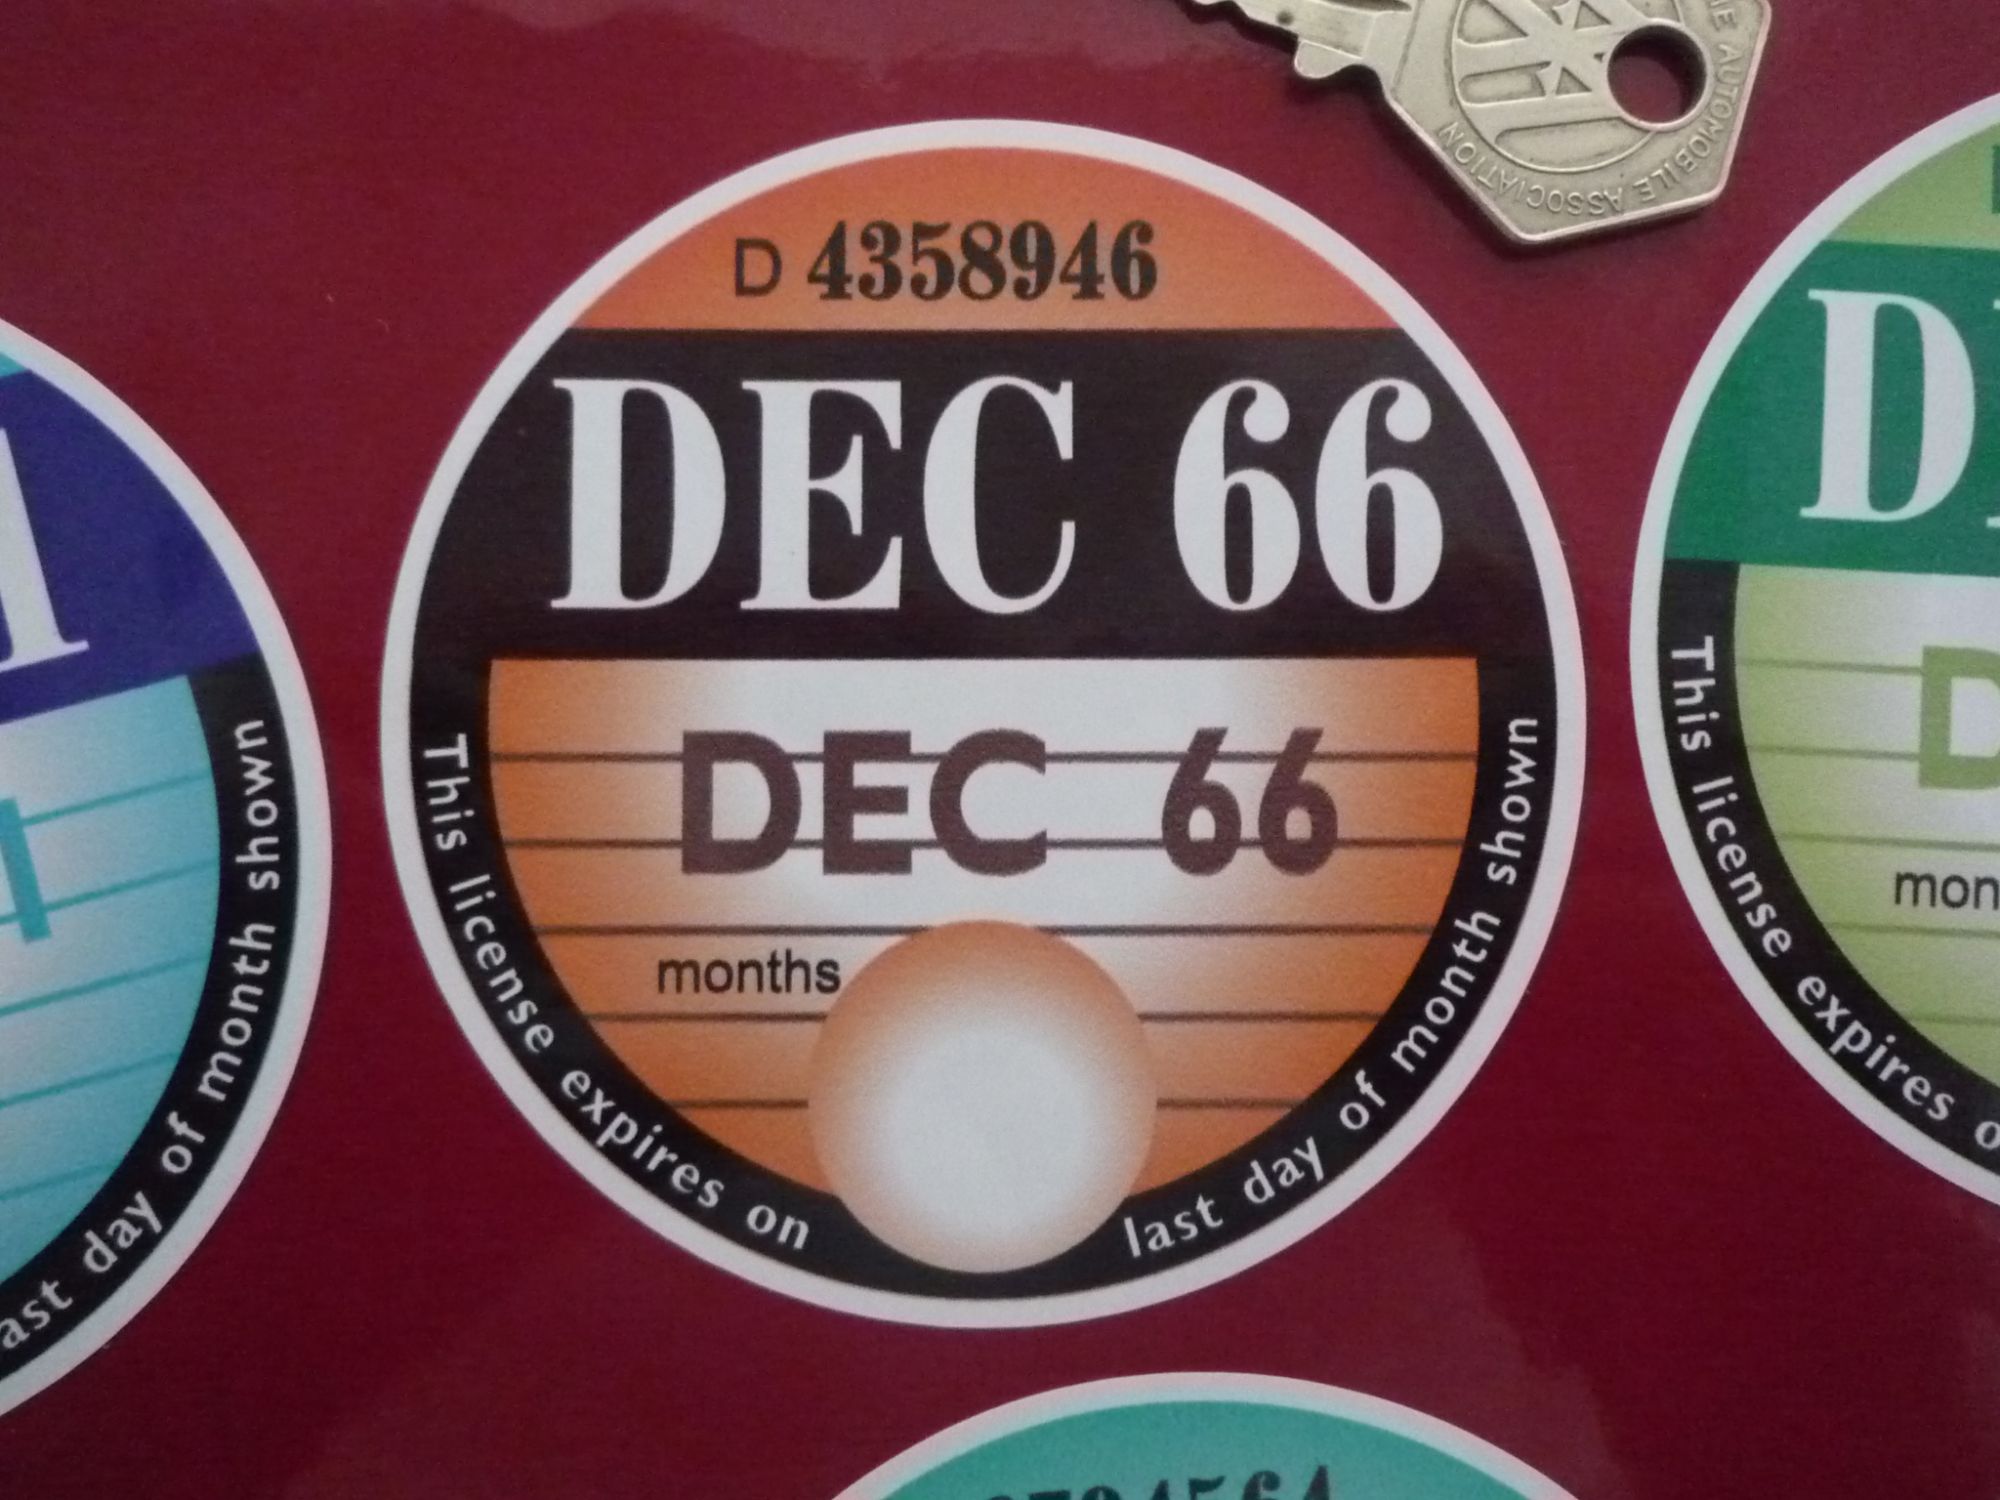 THE AUTOMOBILE ASSOCIATION
AA
D 4358946
DEC 66
DEC 66
months
This license expires on last day of month shown
last day of month shown
D
D
mon
This license expires